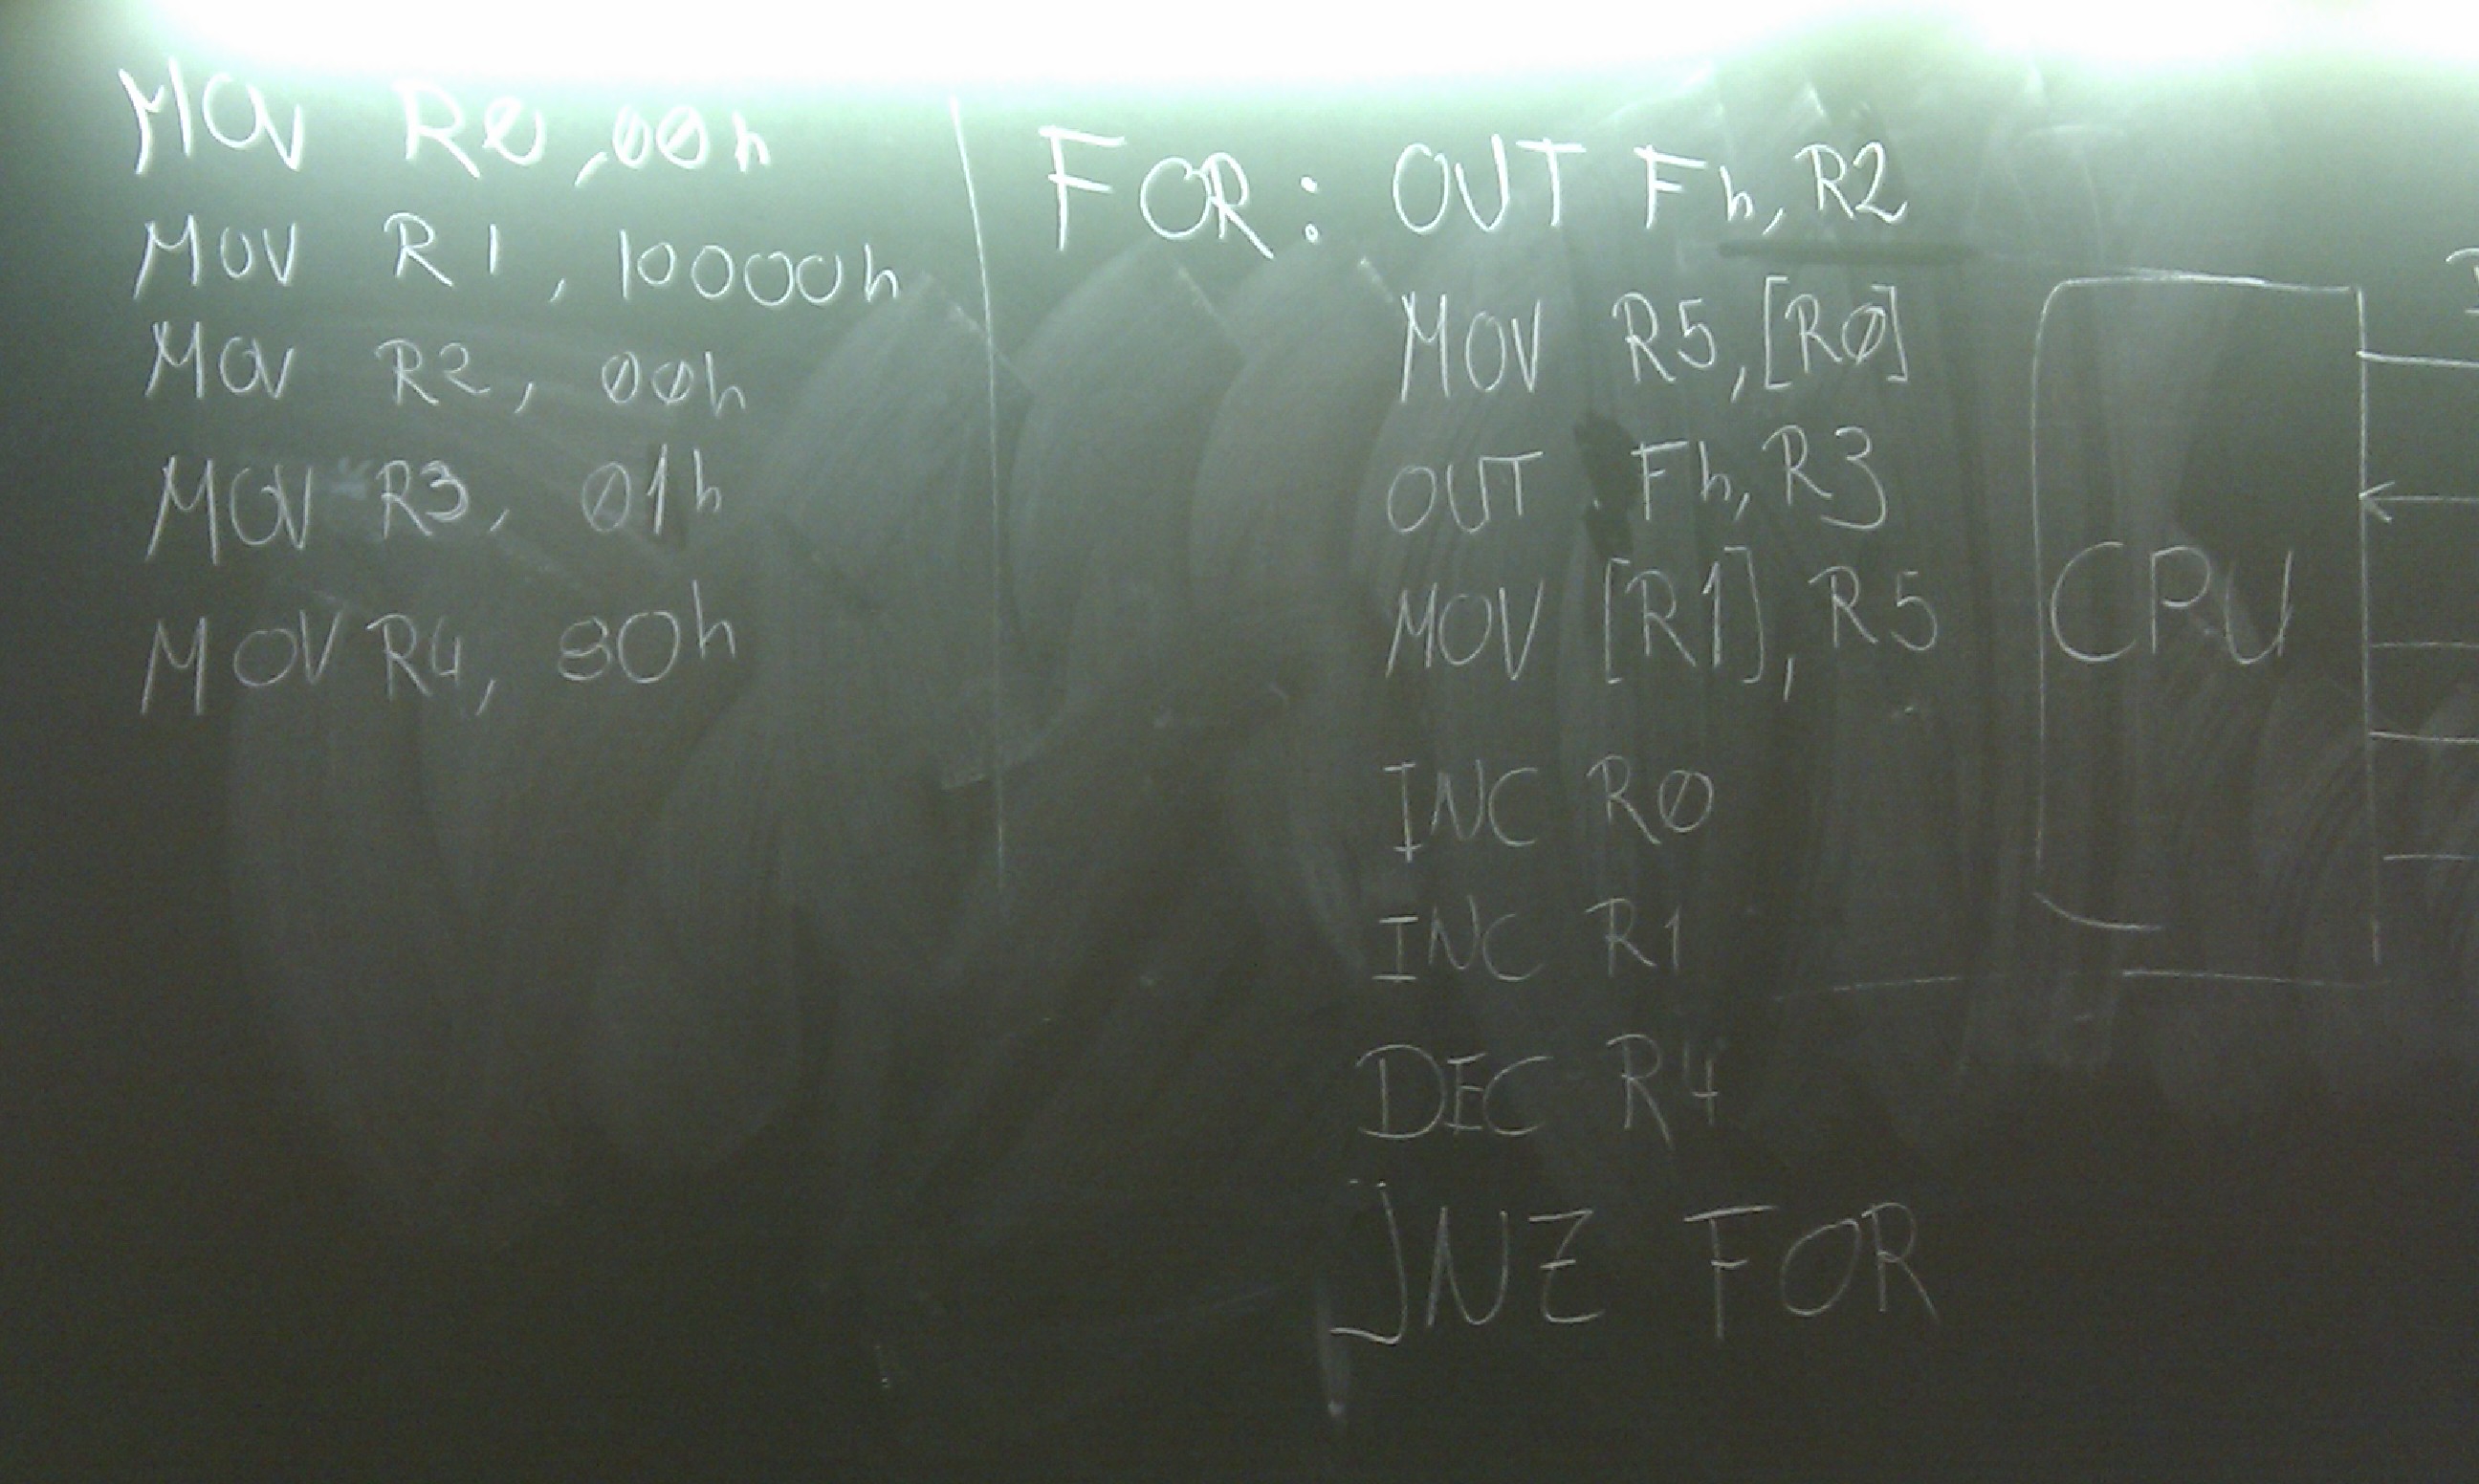 MOV R0, 00h
MOV R1, 10000h
MOV R2, 00h
MOV R3, 01h
MOV R4, 80h
FOR: OUT Fh, R2
MOV R5, [R0]
OUT Fh, R3
MOV [R1], R5
INC R0
INC R1
DEC R4
JNZ FOR
CPU